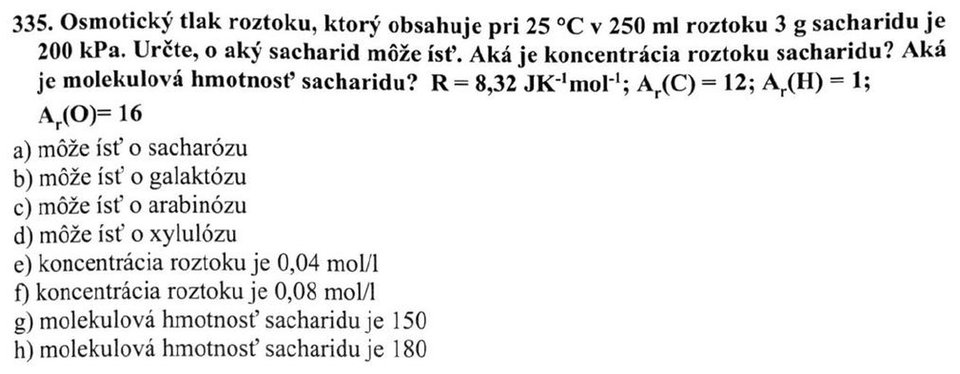 335. Osmotický tlak roztoku, ktorý obsahuje pri 25 °C v 250 ml roztoku 3 g sacharidu je
200 kPa. Určte, o aký sacharid môže ísť. Aká je koncentrácia roztoku sacharidu? Aká
je molekulová hmotnosť sacharidu? R = 8,32 JK⁻¹mol⁻¹; Aᵣ(C) = 12; Aᵣ(H) = 1;
Aᵣ(O)= 16
a) môže ísť o sacharózu
b) môže ísť o galaktózu
c) môže ísť o arabinózu
d) môže ísť o xylulózu
e) koncentrácia roztoku je 0,04 mol/l
f) koncentrácia roztoku je 0,08 mol/l
g) molekulová hmotnosť sacharidu je 150
h) molekulová hmotnosť sacharidu je 180